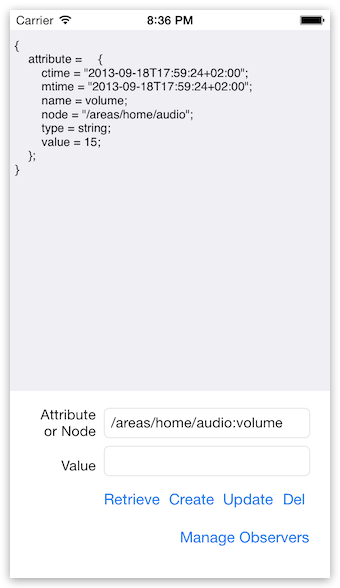 Carrier 8:36 PM
{
attribute = {
ctime = "2013-09-18T17:59:24+02:00";
mtime = "2013-09-18T17:59:24+02:00";
name = volume;
node = "/areas/home/audio";
type = string;
value = 15;
};
}
Attribute
or Node
/areas/home/audio:volume
Value
Retrieve Create Update Del
Manage Observers